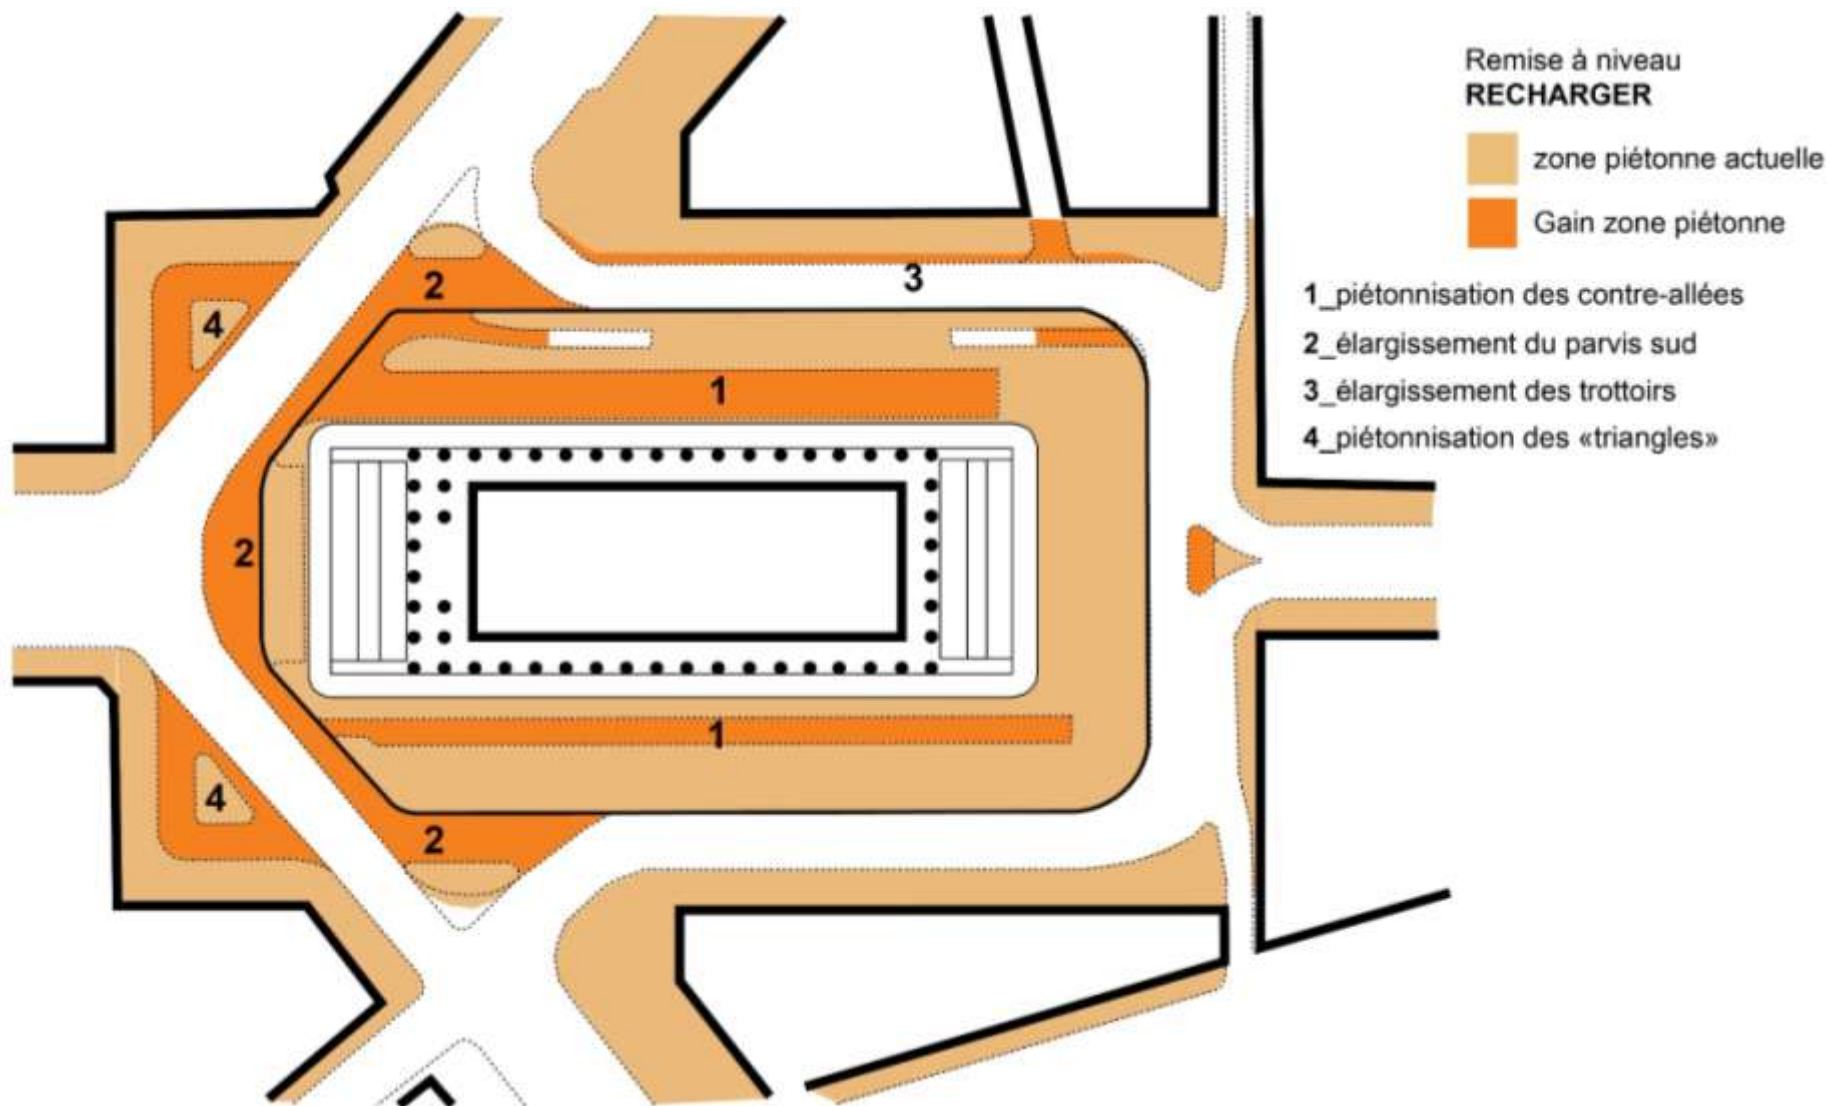 Remise à niveau
RECHARGER
zone piétonne actuelle
Gain zone piétonne
1_piétonnisation des contre-allées
2_élargissement du parvis sud
3_élargissement des trottoirs
4_piétonnisation des «triangles»
2
3
4
1
2
1
4
2